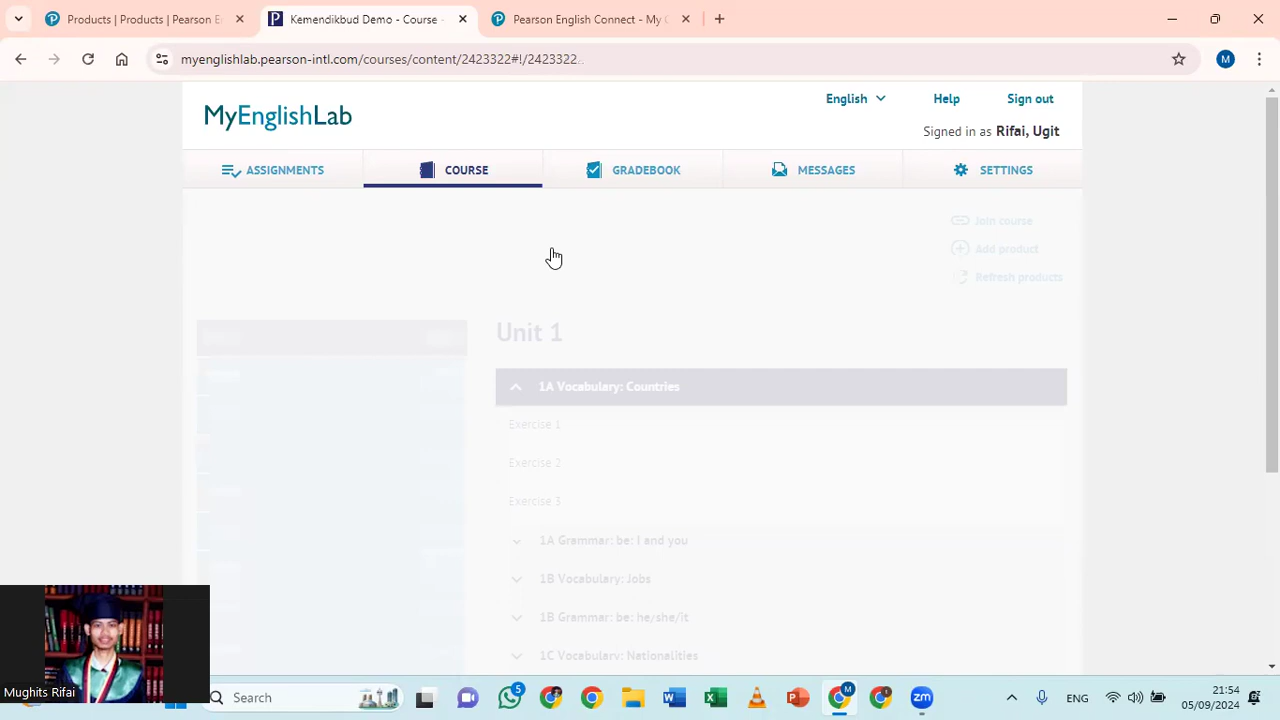 Products | Products | Pearson E
Kemendikbud Demo - Course -
Pearson English Connect - My C
myenglishlab.pearson-intl.com/courses/content/2423322#!/2423322..
M
MyEnglishLab
English
Help
Sign out
Signed in as Rifai, Ugit
ASSIGNMENTS
COURSE
GRADEBOOK
MESSAGES
SETTINGS
Join course
Add product
Refresh products
Unit 1
1A Vocabulary: Countries
Exercise 1
Exercise 2
Exercise 3
1A Grammar: be: I and you
1B Vocabulary: Jobs
1B Grammar: be: he/she/it
1C Vocabulary: Nationalities
Mughits Rifai
Search
5
M
zm
ENG
21:54
05/09/2024